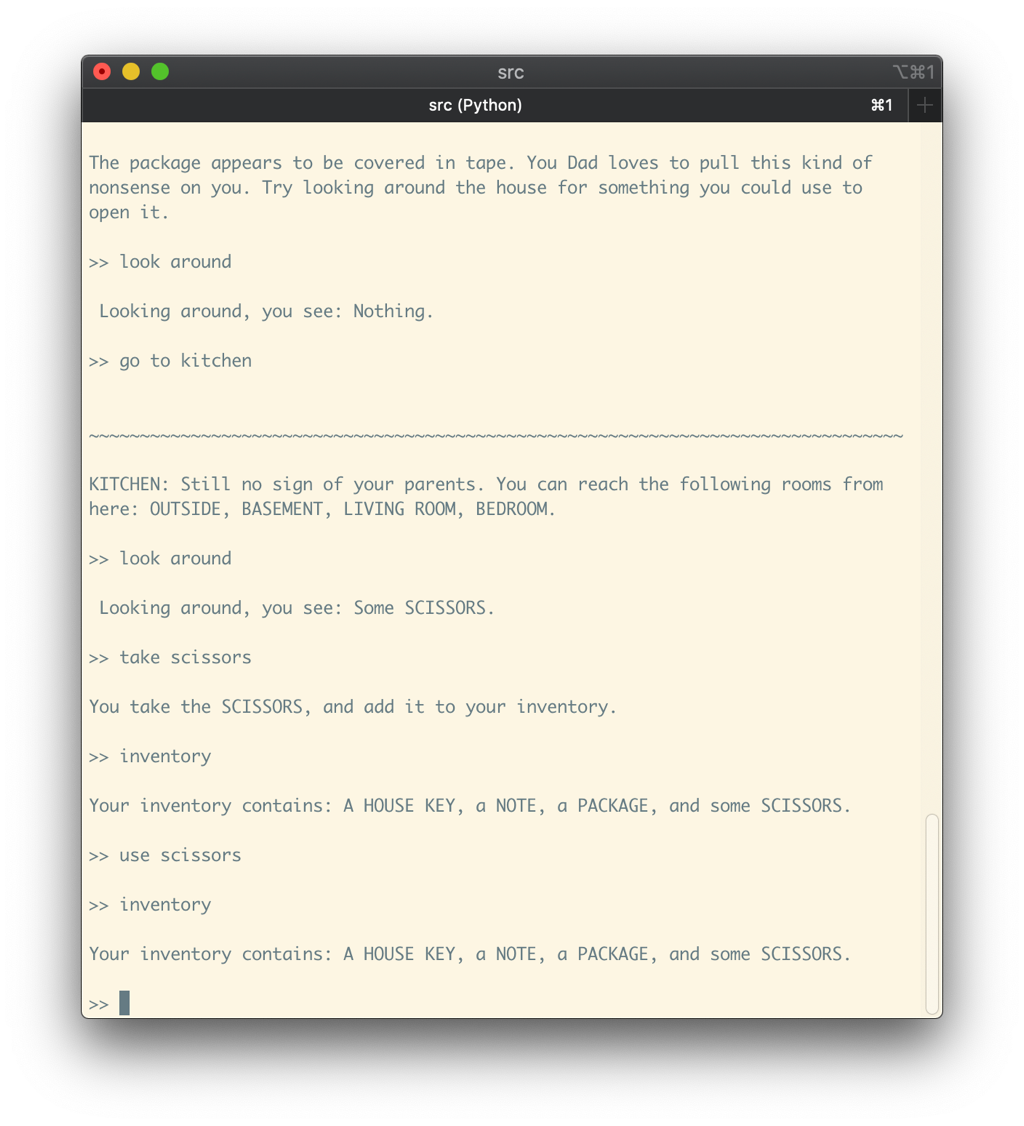 src
⌥⌘1
src (Python)
⌘1
The package appears to be covered in tape. You Dad loves to pull this kind of
nonsense on you. Try looking around the house for something you could use to
open it.
>> look around
Looking around, you see: Nothing.
>> go to kitchen
~~~~~~~~~~~~~~~~~~~~~~~~~~~~~~~~~~~~~~~~~~~~~~~~~~~~~~~~~~~~~~~~~~~~~~~~~~~~~~~~
KITCHEN: Still no sign of your parents. You can reach the following rooms from
here: OUTSIDE, BASEMENT, LIVING ROOM, BEDROOM.
>> look around
Looking around, you see: Some SCISSORS.
>> take scissors
You take the SCISSORS, and add it to your inventory.
>> inventory
Your inventory contains: A HOUSE KEY, a NOTE, a PACKAGE, and some SCISSORS.
>> use scissors
>> inventory
Your inventory contains: A HOUSE KEY, a NOTE, a PACKAGE, and some SCISSORS.
>>